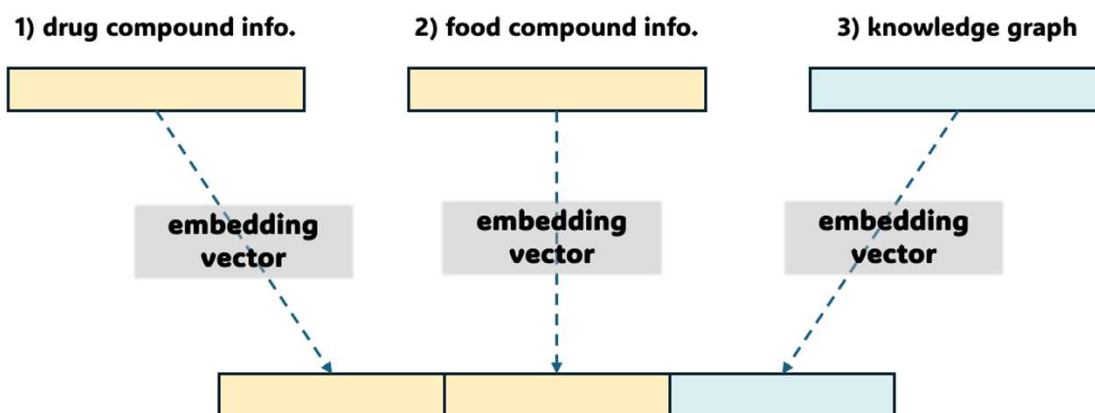 1) drug compound info.
2) food compound info.
3) knowledge graph
embedding
vector
embedding
vector
embedding
vector